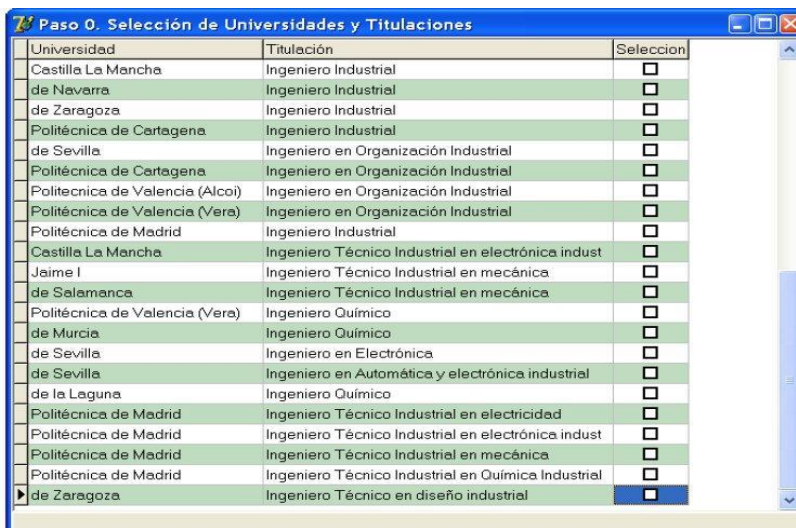 Paso 0. Selección de Universidades y Titulaciones
Universidad Titulación Seleccion
Castilla La Mancha Ingeniero Industrial
de Navarra Ingeniero Industrial
de Zaragoza Ingeniero Industrial
Politécnica de Cartagena Ingeniero Industrial
de Sevilla Ingeniero en Organización Industrial
Politécnica de Cartagena Ingeniero en Organización Industrial
Politecnica de Valencia (Alcoi) Ingeniero en Organización Industrial
Politécnica de Valencia (Vera) Ingeniero en Organización Industrial
Politécnica de Madrid Ingeniero Industrial
Castilla La Mancha Ingeniero Técnico Industrial en electrónica indust
Jaime I Ingeniero Técnico Industrial en mecánica
de Salamanca Ingeniero Técnico Industrial en mecánica
Politécnica de Valencia (Vera) Ingeniero Químico
de Murcia Ingeniero Químico
de Sevilla Ingeniero en Electrónica
de Sevilla Ingeniero en Automática y electrónica industrial
de la Laguna Ingeniero Químico
Politécnica de Madrid Ingeniero Técnico Industrial en electricidad
Politécnica de Madrid Ingeniero Técnico Industrial en electrónica indust
Politécnica de Madrid Ingeniero Técnico Industrial en mecánica
Politécnica de Madrid Ingeniero Técnico Industrial en Química Industrial
de Zaragoza Ingeniero Técnico en diseño industrial